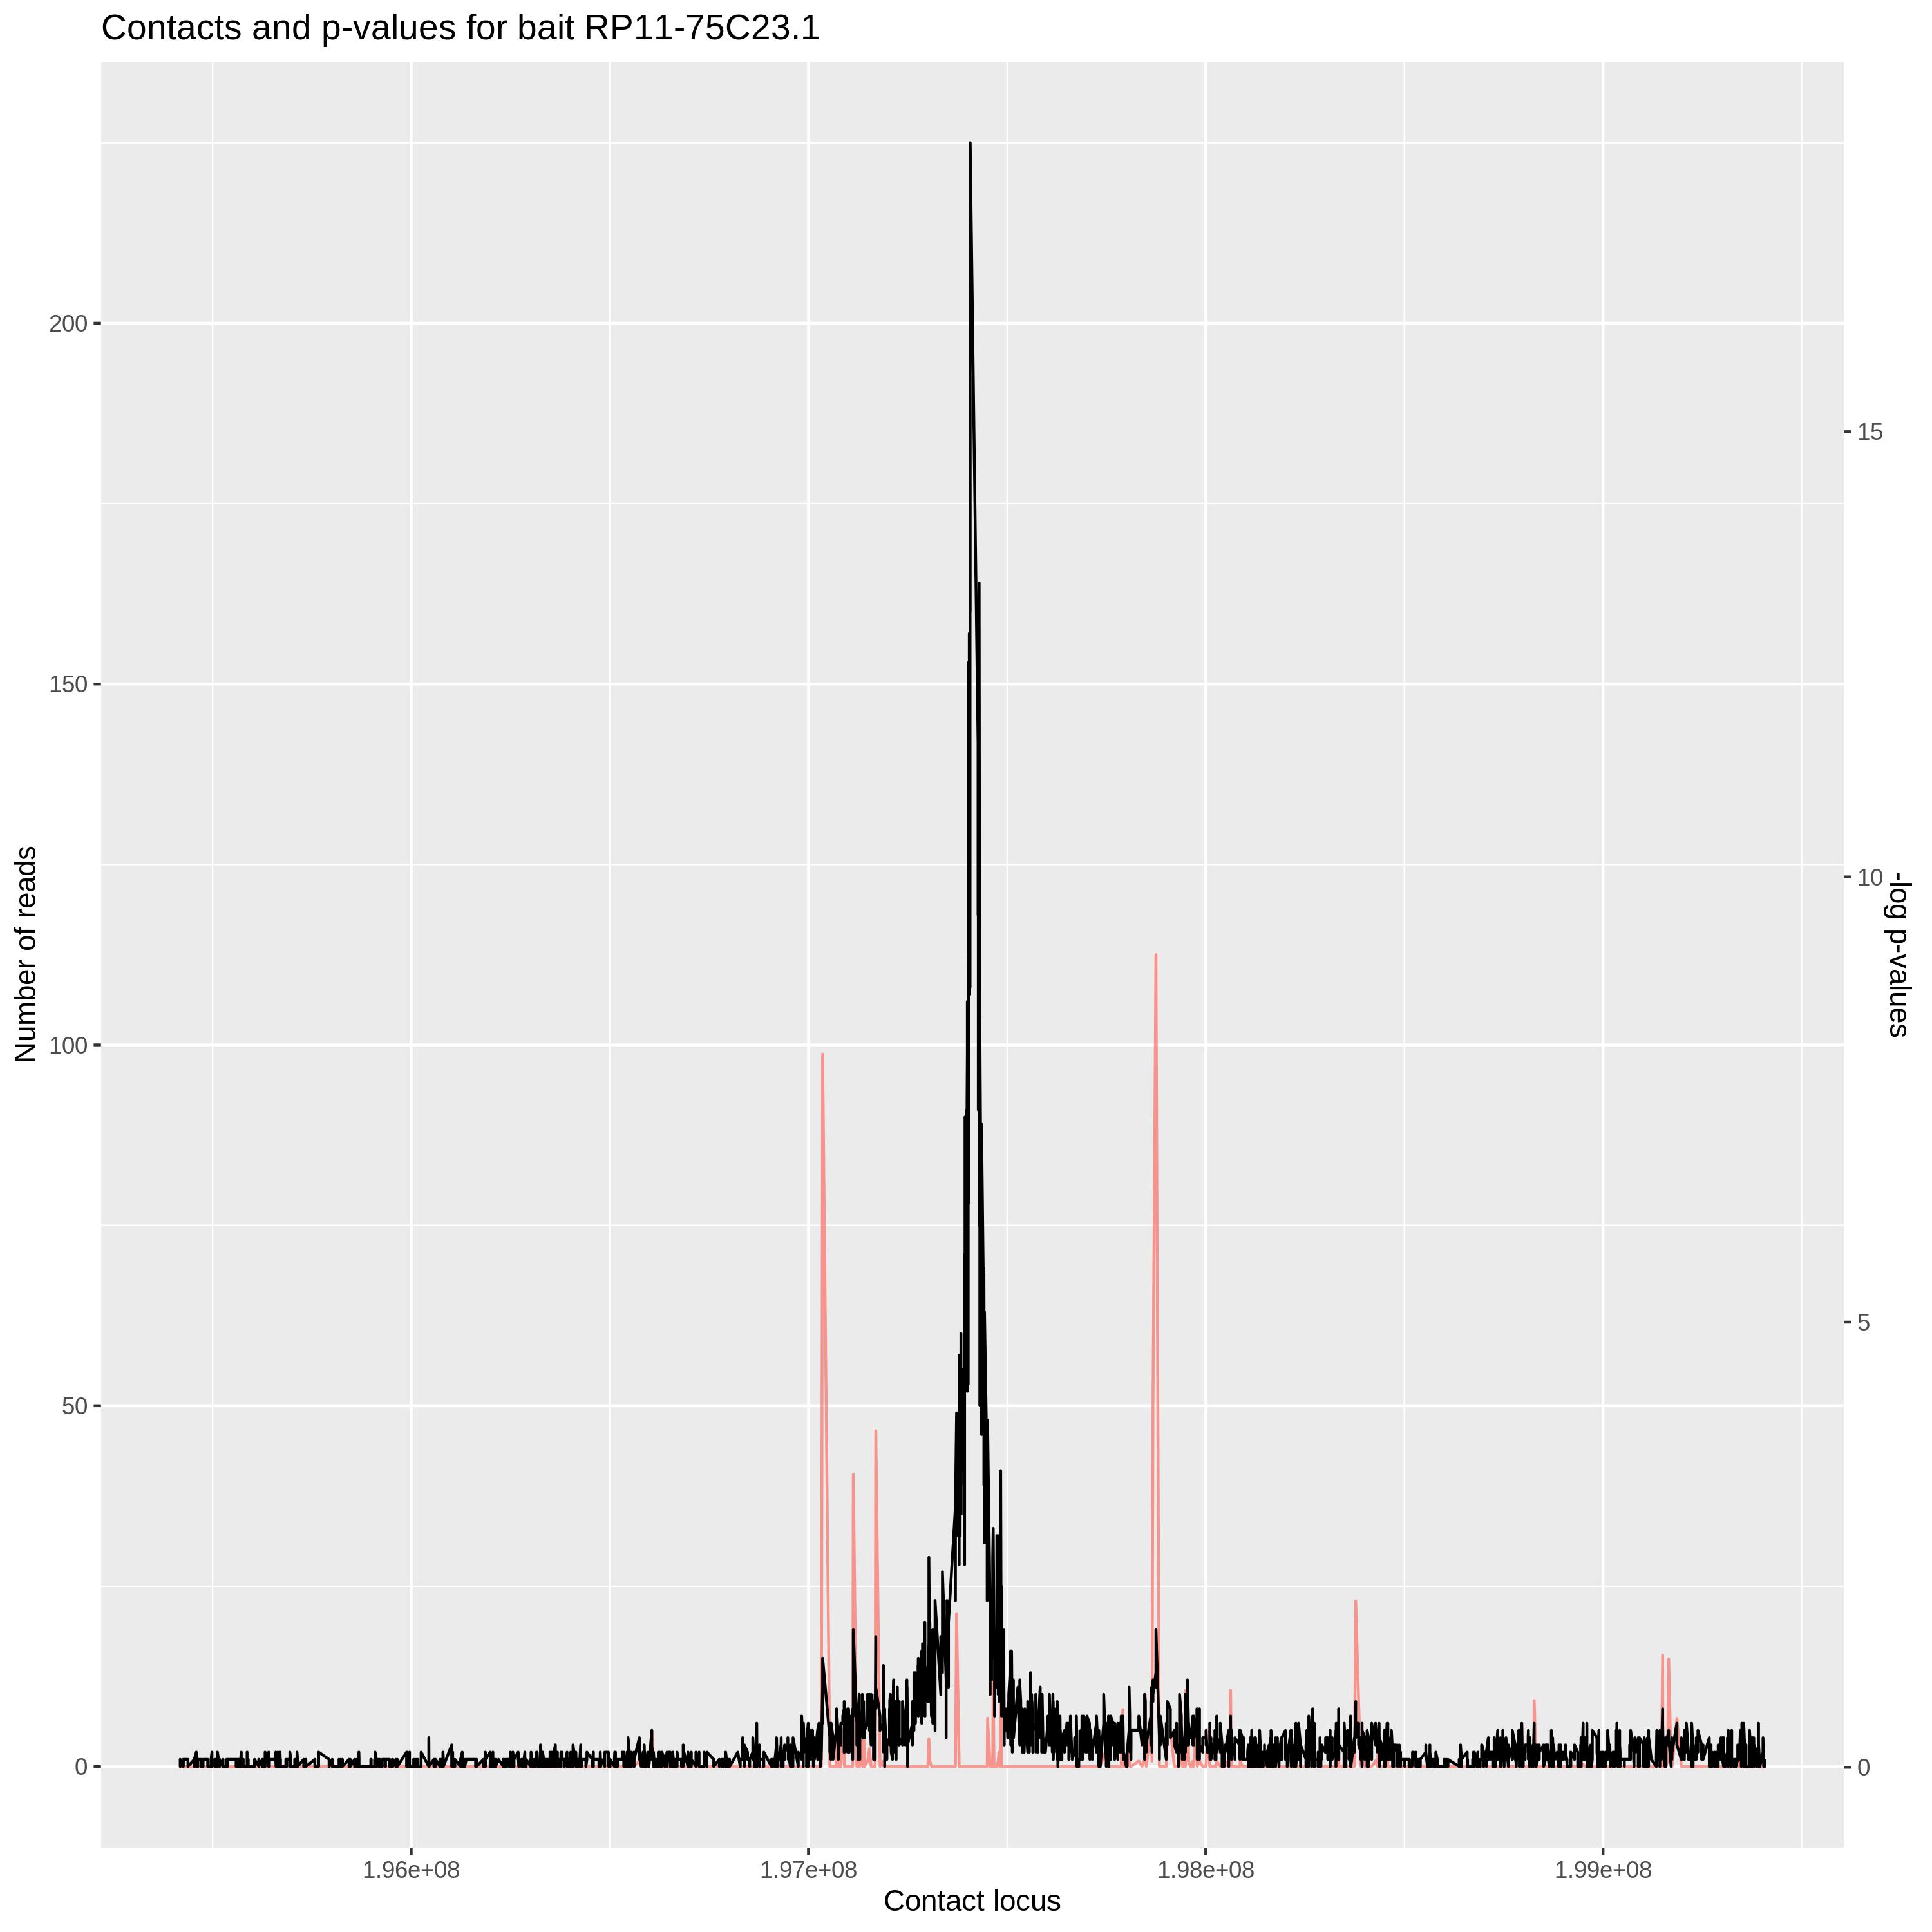 Contacts and p-values for bait RP11-75C23.1
200
150
100
50
0
Number of reads
15
10
5
0
-log p-values
1.96e+08 1.97e+08 1.98e+08 1.99e+08
Contact locus